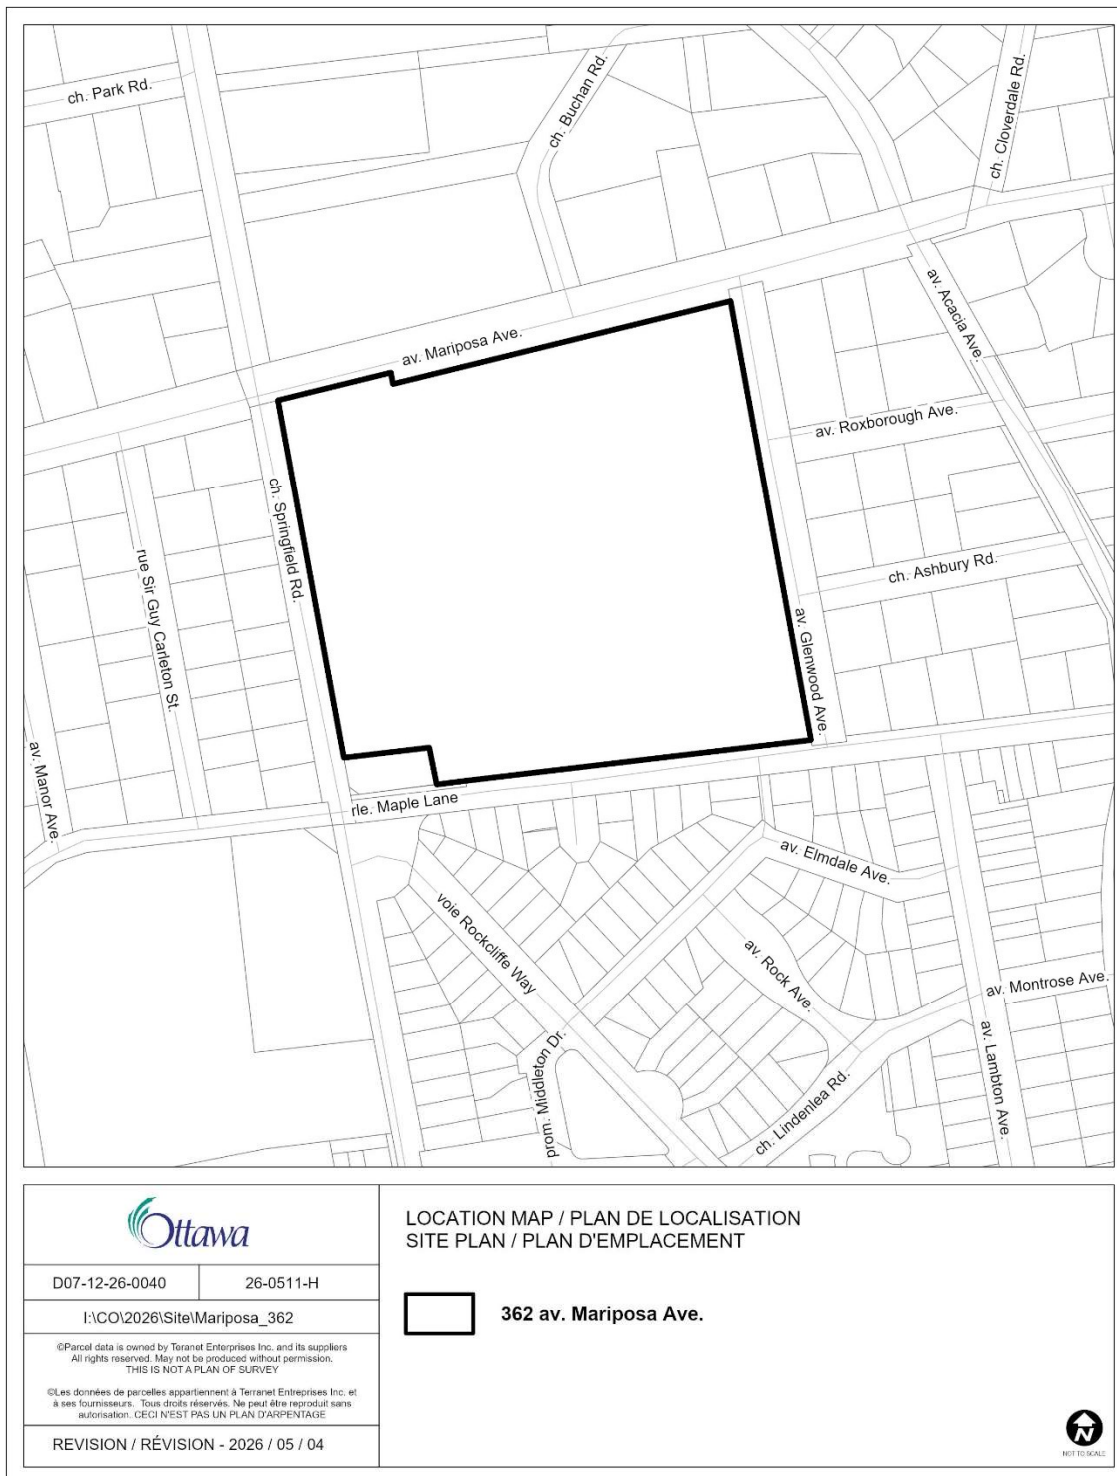 ch. Park Rd.
ch. Buchan Rd.
ch. Cloverdale Rd.
av. Mariposa Ave.
av. Acacia Ave.
av. Roxborough Ave.
ch. Springfield Rd.
rue Sir Guy Carleton St.
ch. Ashbury Rd.
av. Glenwood Ave.
av. Manor Ave.
rle. Maple Lane
av. Elmdale Ave.
voie Rockcliffe Way
av. Rock Ave.
av. Montrose Ave.
prom. Middleton Dr.
ch. Lindenlea Rd.
av. Lambton Ave.
Ottawa
D07-12-26-0040
26-0511-H
I:\CO\2026\Site\Mariposa_362
©Parcel data is owned by Teranet Enterprises Inc. and its suppliers
All rights reserved. May not be produced without permission.
THIS IS NOT A PLAN OF SURVEY
©Les données de parcelles appartiennent à Terranet Entreprises Inc. et
à ses fournisseurs. Tous droits réservés. Ne peut être reproduit sans
autorisation. CECI N'EST PAS UN PLAN D'ARPENTAGE
REVISION / RÉVISION - 2026 / 05 / 04
LOCATION MAP / PLAN DE LOCALISATION
SITE PLAN / PLAN D'EMPLACEMENT
362 av. Mariposa Ave.
N
NOT TO SCALE